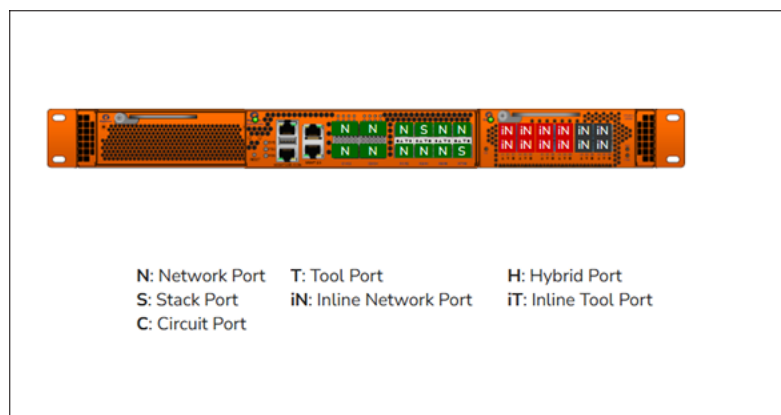 N N N S N N iN iN iN iN iN iN
N N N N N S iN iN iN iN iN iN
N: Network Port T: Tool Port H: Hybrid Port
S: Stack Port iN: Inline Network Port iT: Inline Tool Port
C: Circuit Port